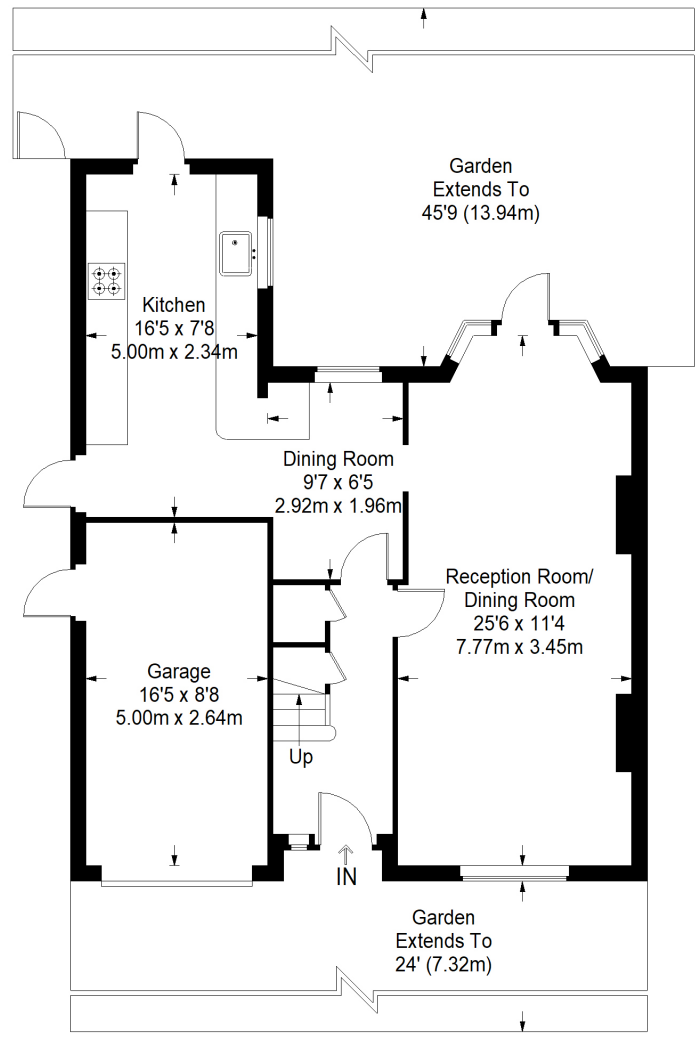 Garden
Extends To
45'9 (13.94m)
Kitchen
16'5 x 7'8
5.00m x 2.34m
Dining Room
9'7 x 6'5
2.92m x 1.96m
Reception Room/
Dining Room
25'6 x 11'4
7.77m x 3.45m
Garage
16'5 x 8'8
5.00m x 2.64m
Up
IN
Garden
Extends To
24' (7.32m)